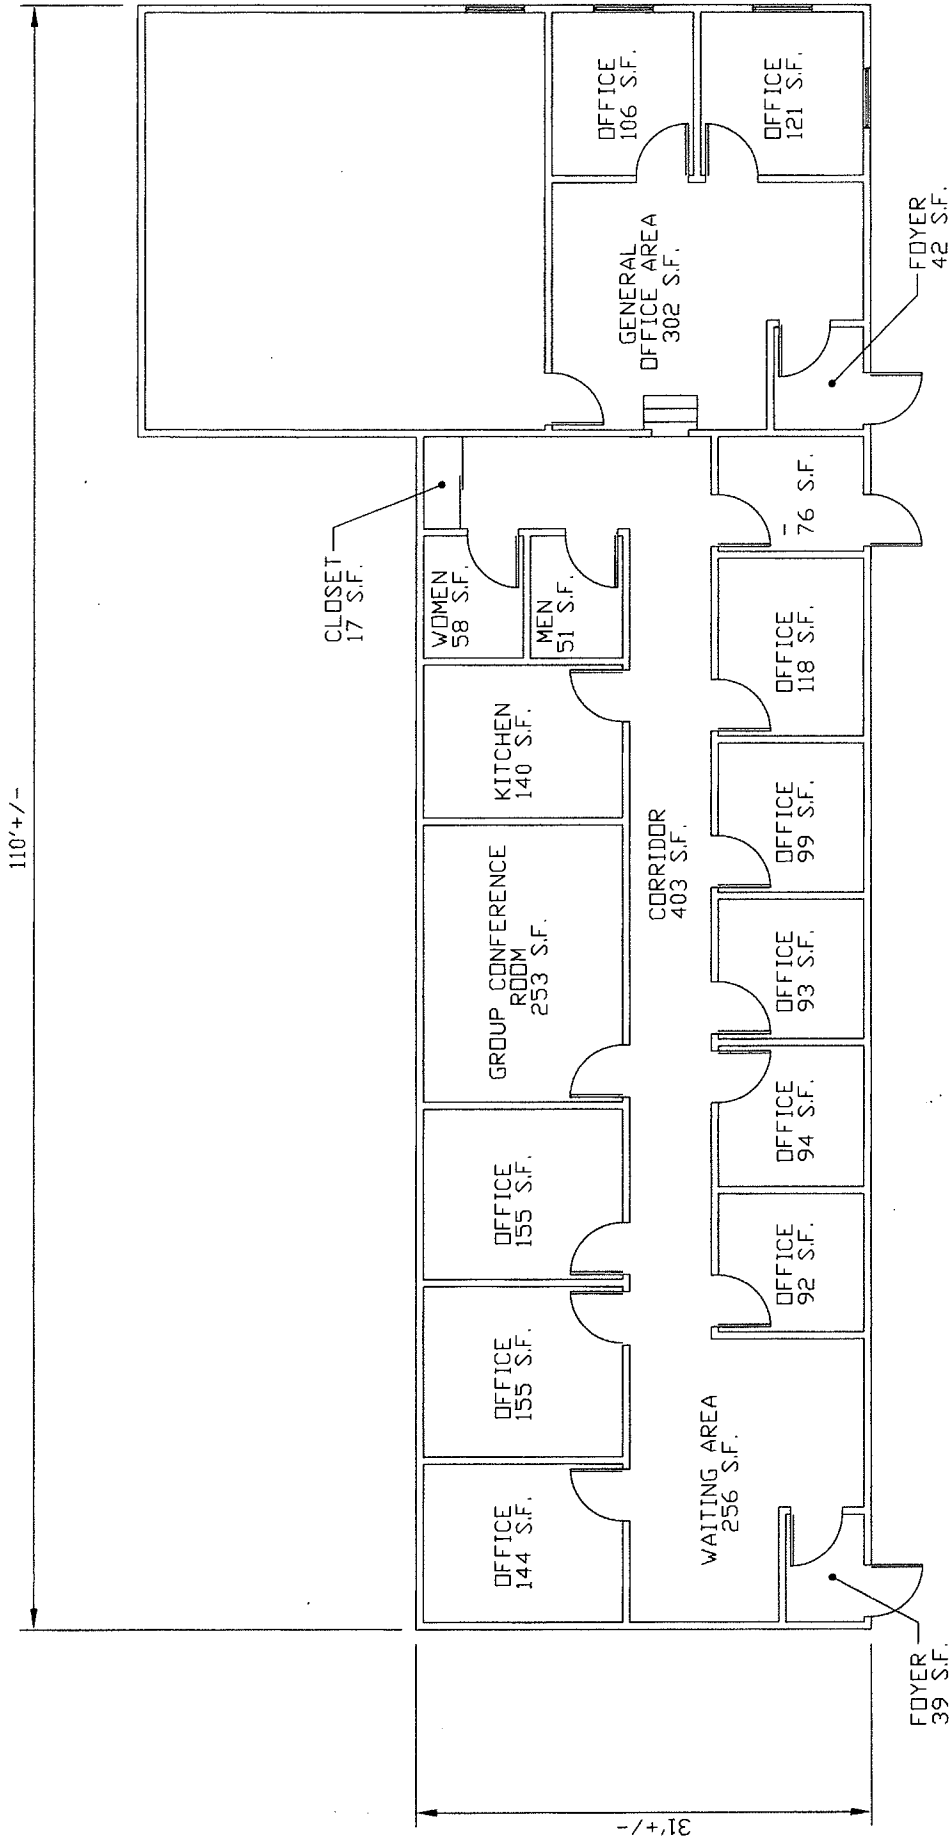 110'+/-
31'+/-
OFFICE
144 S.F.
OFFICE
155 S.F.
OFFICE
155 S.F.
GROUP CONFERENCE
ROOM
253 S.F.
KITCHEN
140 S.F.
WOMEN
58 S.F.
MEN
51 S.F.
CLOSET
17 S.F.
WAITING AREA
256 S.F.
CORRIDOR
403 S.F.
FOYER
39 S.F.
OFFICE
92 S.F.
OFFICE
94 S.F.
OFFICE
93 S.F.
OFFICE
99 S.F.
OFFICE
118 S.F.
-
76 S.F.
GENERAL
OFFICE AREA
302 S.F.
FOYER
42 S.F.
OFFICE
106 S.F.
OFFICE
121 S.F.